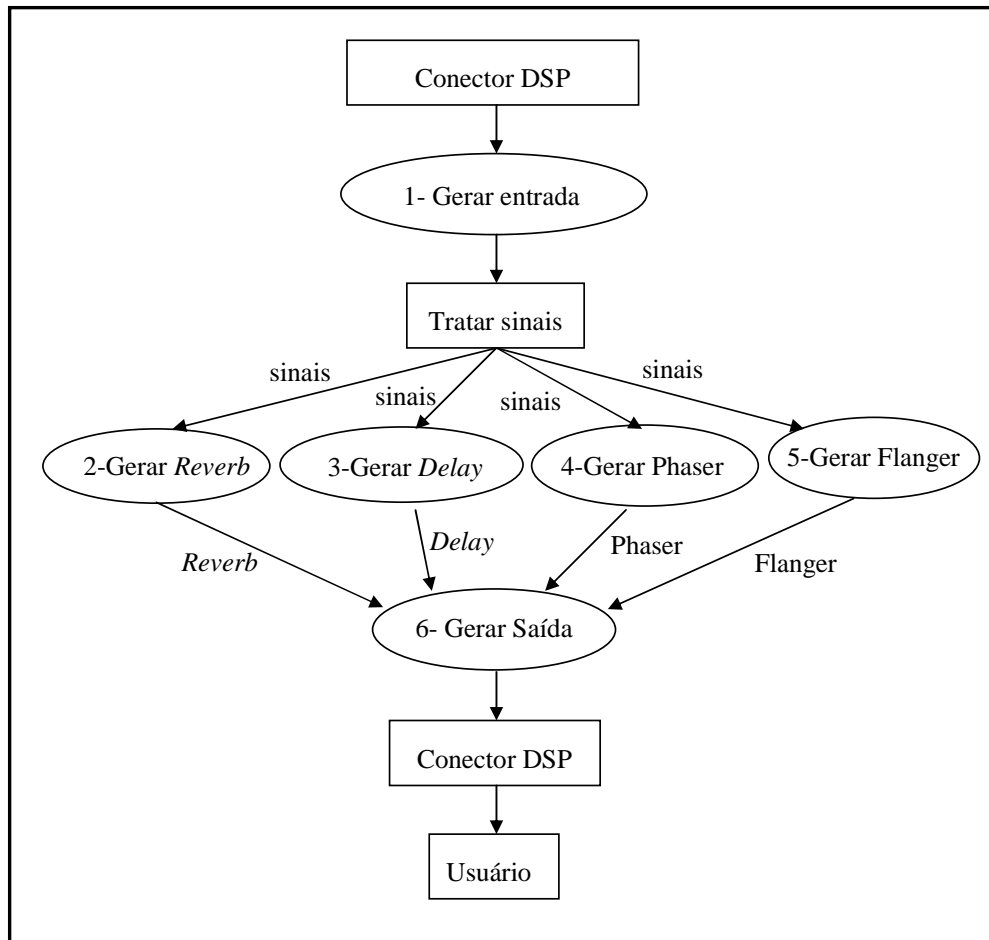 Conector DSP
1- Gerar entrada
Tratar sinais
sinais
sinais
sinais
sinais
2-Gerar Reverb
3-Gerar Delay
4-Gerar Phaser
5-Gerar Flanger
Reverb
Delay
Phaser
Flanger
6- Gerar Saída
Conector DSP
Usuário